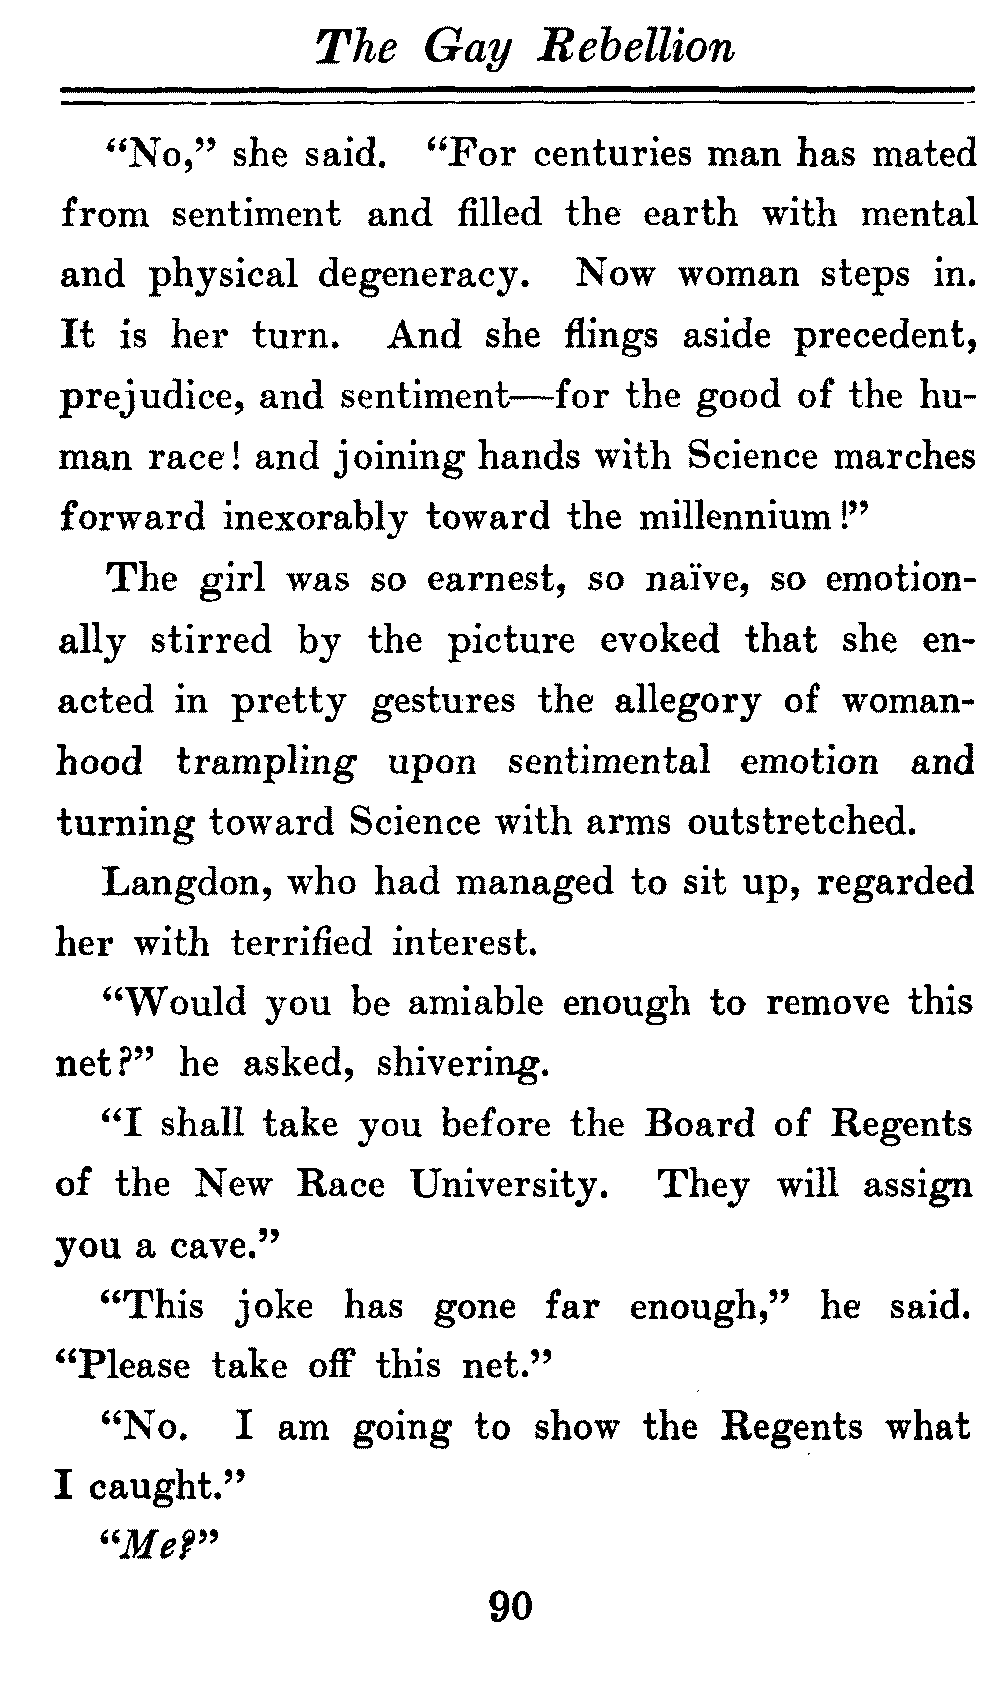 The Gay Rebellion
“No,” she said. “For centuries man has mated
from sentiment and filled the earth with mental
and physical degeneracy. Now woman steps in.
It is her turn. And she flings aside precedent,
prejudice, and sentiment—for the good of the hu-
man race! and joining hands with Science marches
forward inexorably toward the millennium!”
The girl was so earnest, so naïve, so emotion-
ally stirred by the picture evoked that she en-
acted in pretty gestures the allegory of woman-
hood trampling upon sentimental emotion and
turning toward Science with arms outstretched.
Langdon, who had managed to sit up, regarded
her with terrified interest.
“Would you be amiable enough to remove this
net?” he asked, shivering.
“I shall take you before the Board of Regents
of the New Race University. They will assign
you a cave.”
“This joke has gone far enough,” he said.
“Please take off this net.”
“No. I am going to show the Regents what
I caught.”
“Me?”
90